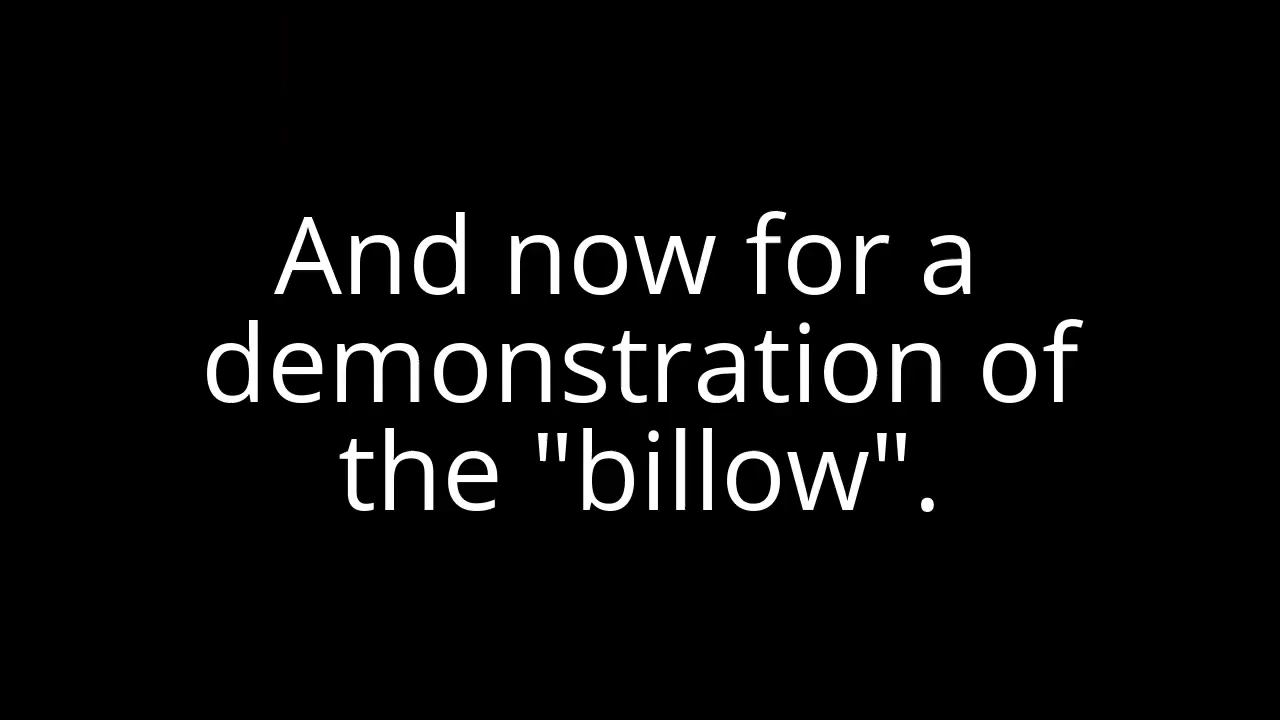 And now for a
demonstration of
the "billow".